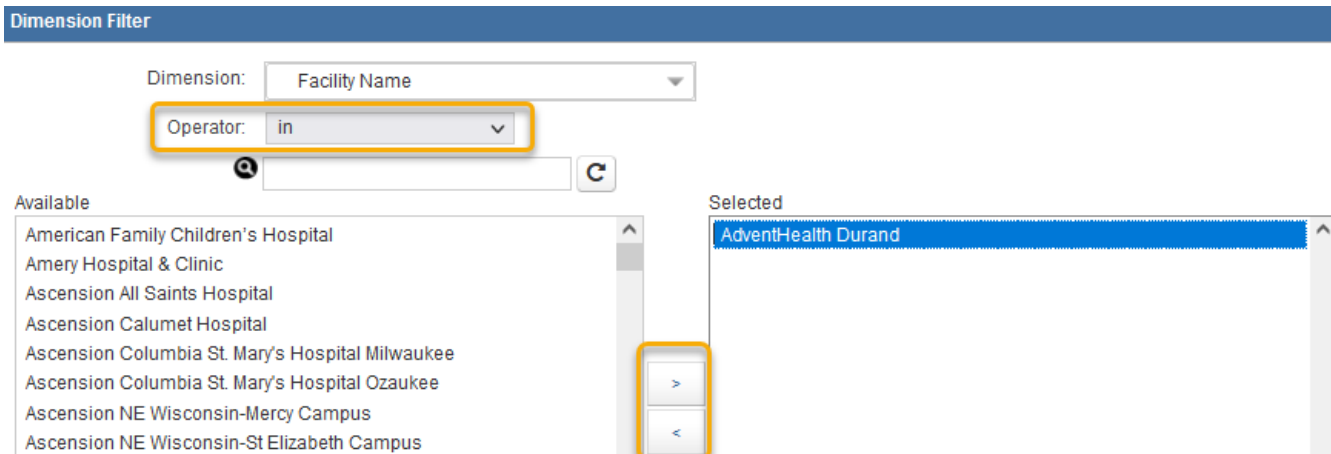 Dimension Filter
Dimension: Facility Name
Operator: in
Available
Selected
American Family Children's Hospital
AdventHealth Durand
Amery Hospital & Clinic
Ascension All Saints Hospital
Ascension Calumet Hospital
Ascension Columbia St. Mary's Hospital Milwaukee
Ascension Columbia St. Mary's Hospital Ozaukee
>
Ascension NE Wisconsin-Mercy Campus
<
Ascension NE Wisconsin-St Elizabeth Campus